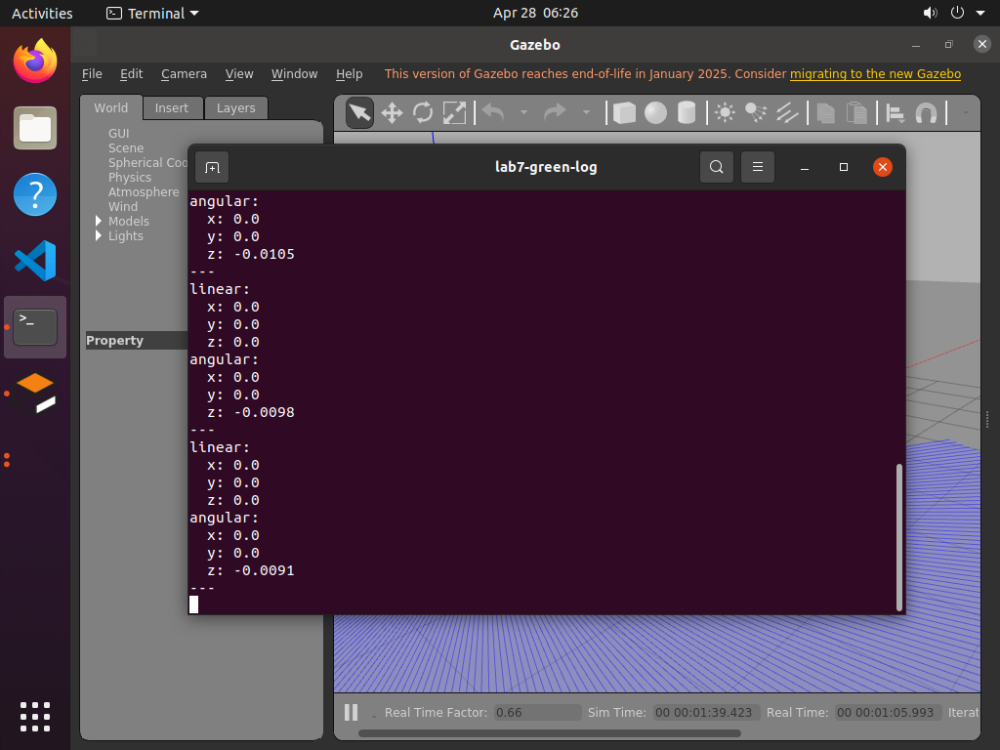 Activities
Terminal
Apr 28 06:26
Gazebo
File Edit Camera View Window Help This version of Gazebo reaches end-of-life in January 2025. Consider migrating to the new Gazebo
World Insert Layers
GUI
Scene
Spherical Coo
Physics
Atmosphere
Wind
Models
Lights
Property
lab7-green-log
angular:
  x: 0.0
  y: 0.0
  z: -0.0105
---
linear:
  x: 0.0
  y: 0.0
  z: 0.0
angular:
  x: 0.0
  y: 0.0
  z: -0.0098
---
linear:
  x: 0.0
  y: 0.0
  z: 0.0
angular:
  x: 0.0
  y: 0.0
  z: -0.0091
---
Real Time Factor: 0.66 Sim Time: 00 00:01:39.423 Real Time: 00 00:01:05.993 Iterat